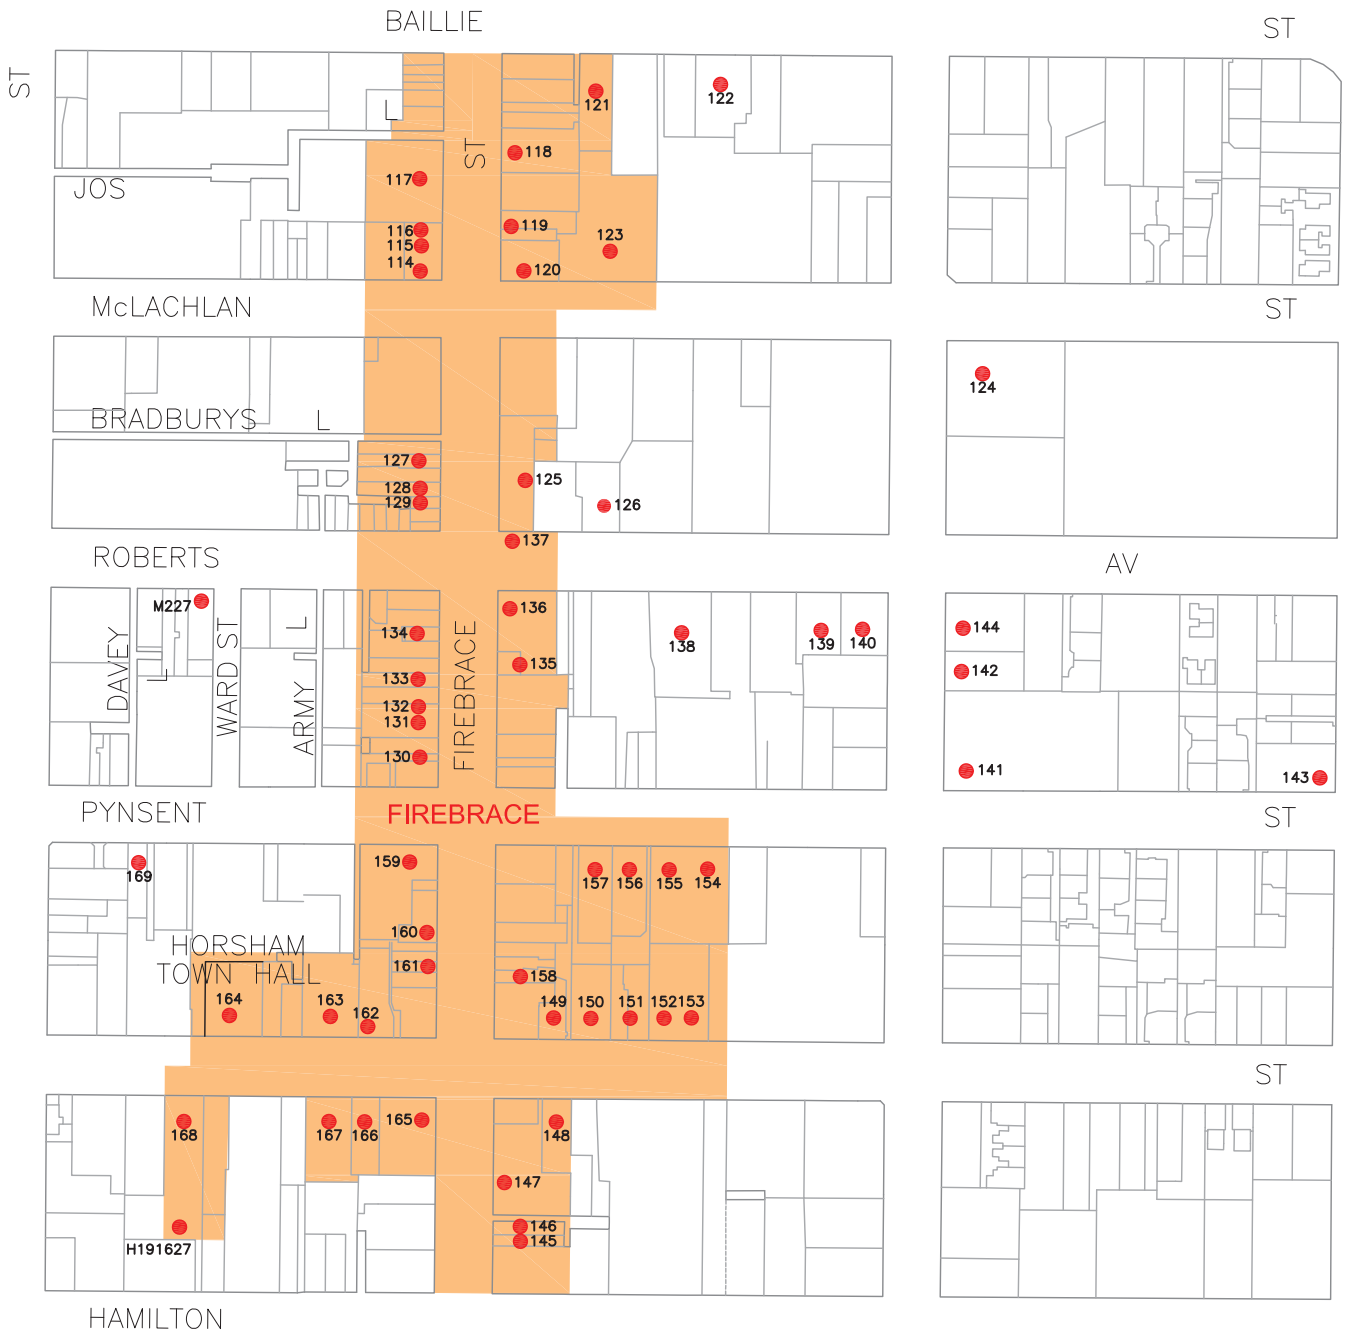 BAILLIE
ST
ST
121
122
L
118
ST
117
JOS
116
119
115
123
114
120
McLACHLAN
ST
124
BRADBURYS L
127
125
128
129
126
137
ROBERTS
AV
M227
136
134
L
144
138
139
140
FIREBRACE
DAVEY
L
WARD ST
ARMY
135
133
142
132
131
130
141
143
PYNSENT
FIREBRACE
ST
159
169
157
156
155
154
160
HORSHAM
TOWN HALL
161
158
164
163
162
149
150
151
152
153
ST
168
167
166
165
148
147
146
H191627
145
HAMILTON